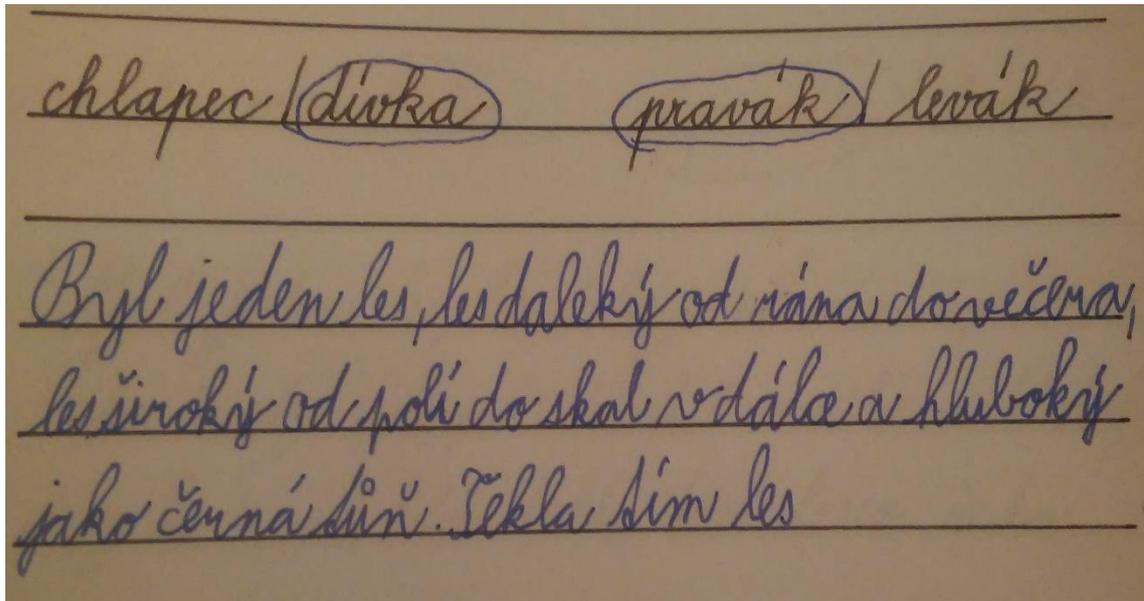 chlapec / dívka pravák / levák
Byl jeden les, les daleký od rána do večera,
les široký od polí do skal v dálce a hluboký
jako černá tůň. Tekla tím les